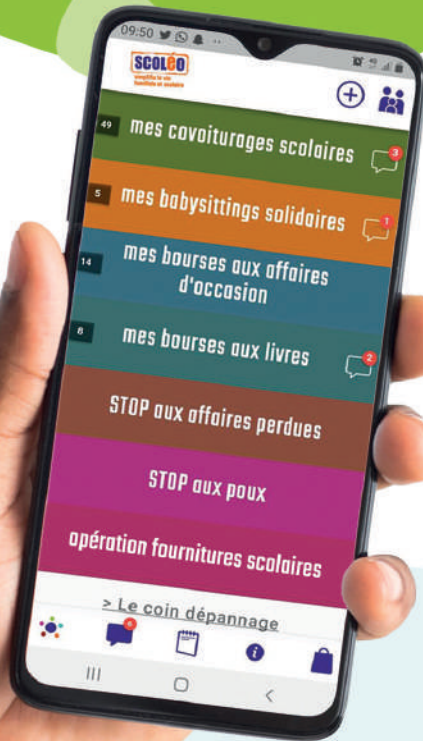 09:50
SCOLÉO
simplifie la vie
familiale et scolaire
49 mes covoiturages scolaires 3
5 mes babysittings solidaires 1
14 mes bourses aux affaires
d'occasion
8 mes bourses aux livres 2
STOP aux affaires perdues
STOP aux poux
opération fournitures scolaires
> Le coin dépannage
6